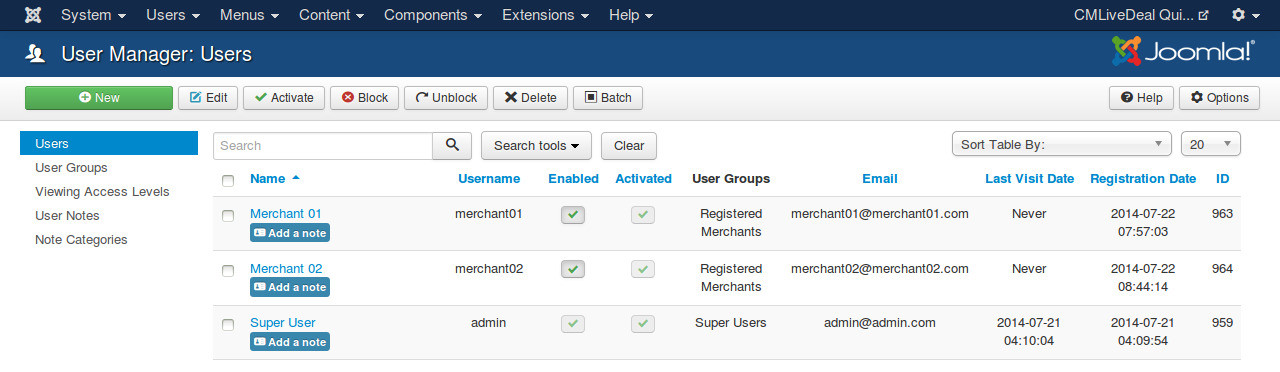 System Users Menus Content Components Extensions Help CMLiveDeal Qui...
User Manager: Users Joomla!®
New Edit Activate Block Unblock Delete Batch Help Options
Users
User Groups
Viewing Access Levels
User Notes
Note Categories
Search Search tools Clear Sort Table By: 20
Name Username Enabled Activated User Groups Email Last Visit Date Registration Date ID
Merchant 01 merchant01 Registered merchant01@merchant01.com Never 2014-07-22 963
Add a note Merchants 07:57:03
Merchant 02 merchant02 Registered merchant02@merchant02.com Never 2014-07-22 964
Add a note Merchants 08:44:14
Super User admin Super Users admin@admin.com 2014-07-21 2014-07-21 959
Add a note 04:10:04 04:09:54